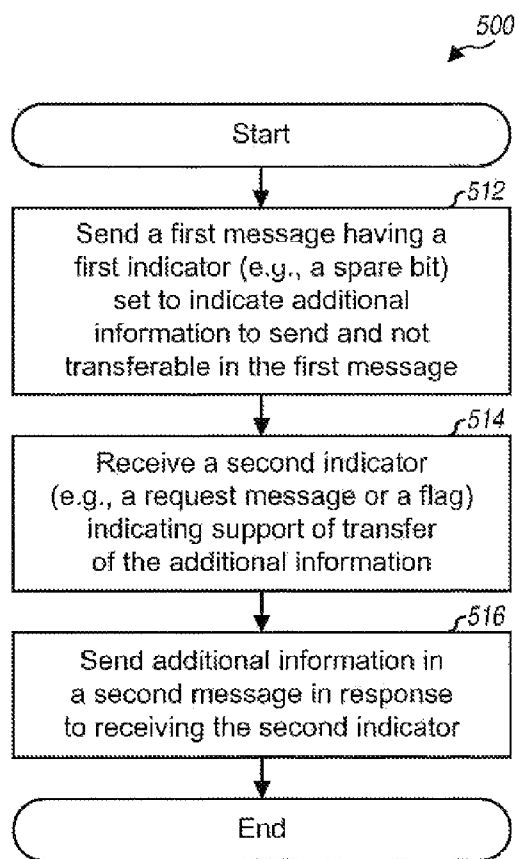 500
Start
512
Send a first message having a
first indicator (e.g., a spare bit)
set to indicate additional
information to send and not
transferable in the first message
514
Receive a second indicator
(e.g., a request message or a flag)
indicating support of transfer
of the additional information
516
Send additional information in
a second message in response
to receiving the second indicator
End